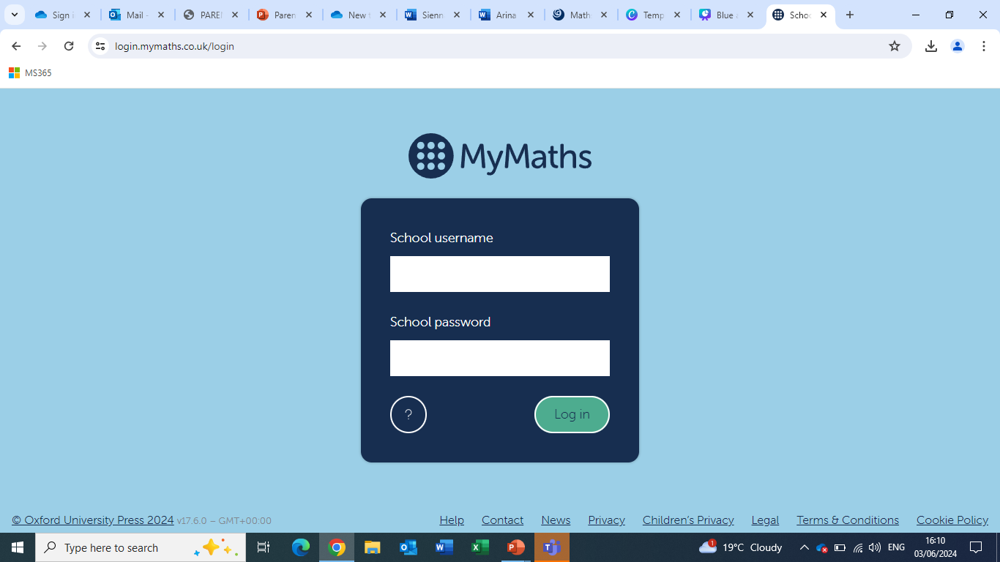 Sign i
Mail -
PARE
Paren
New t
Sienn
Arina
Math
Temp
Blue a
Schoo
login.mymaths.co.uk/login
MS365
MyMaths
School username
School password
?
Log in
© Oxford University Press 2024 v17.6.0 – GMT+00:00
Help Contact News Privacy Children's Privacy Legal Terms & Conditions Cookie Policy
Type here to search
1
19°C Cloudy
ENG
16:10
03/06/2024